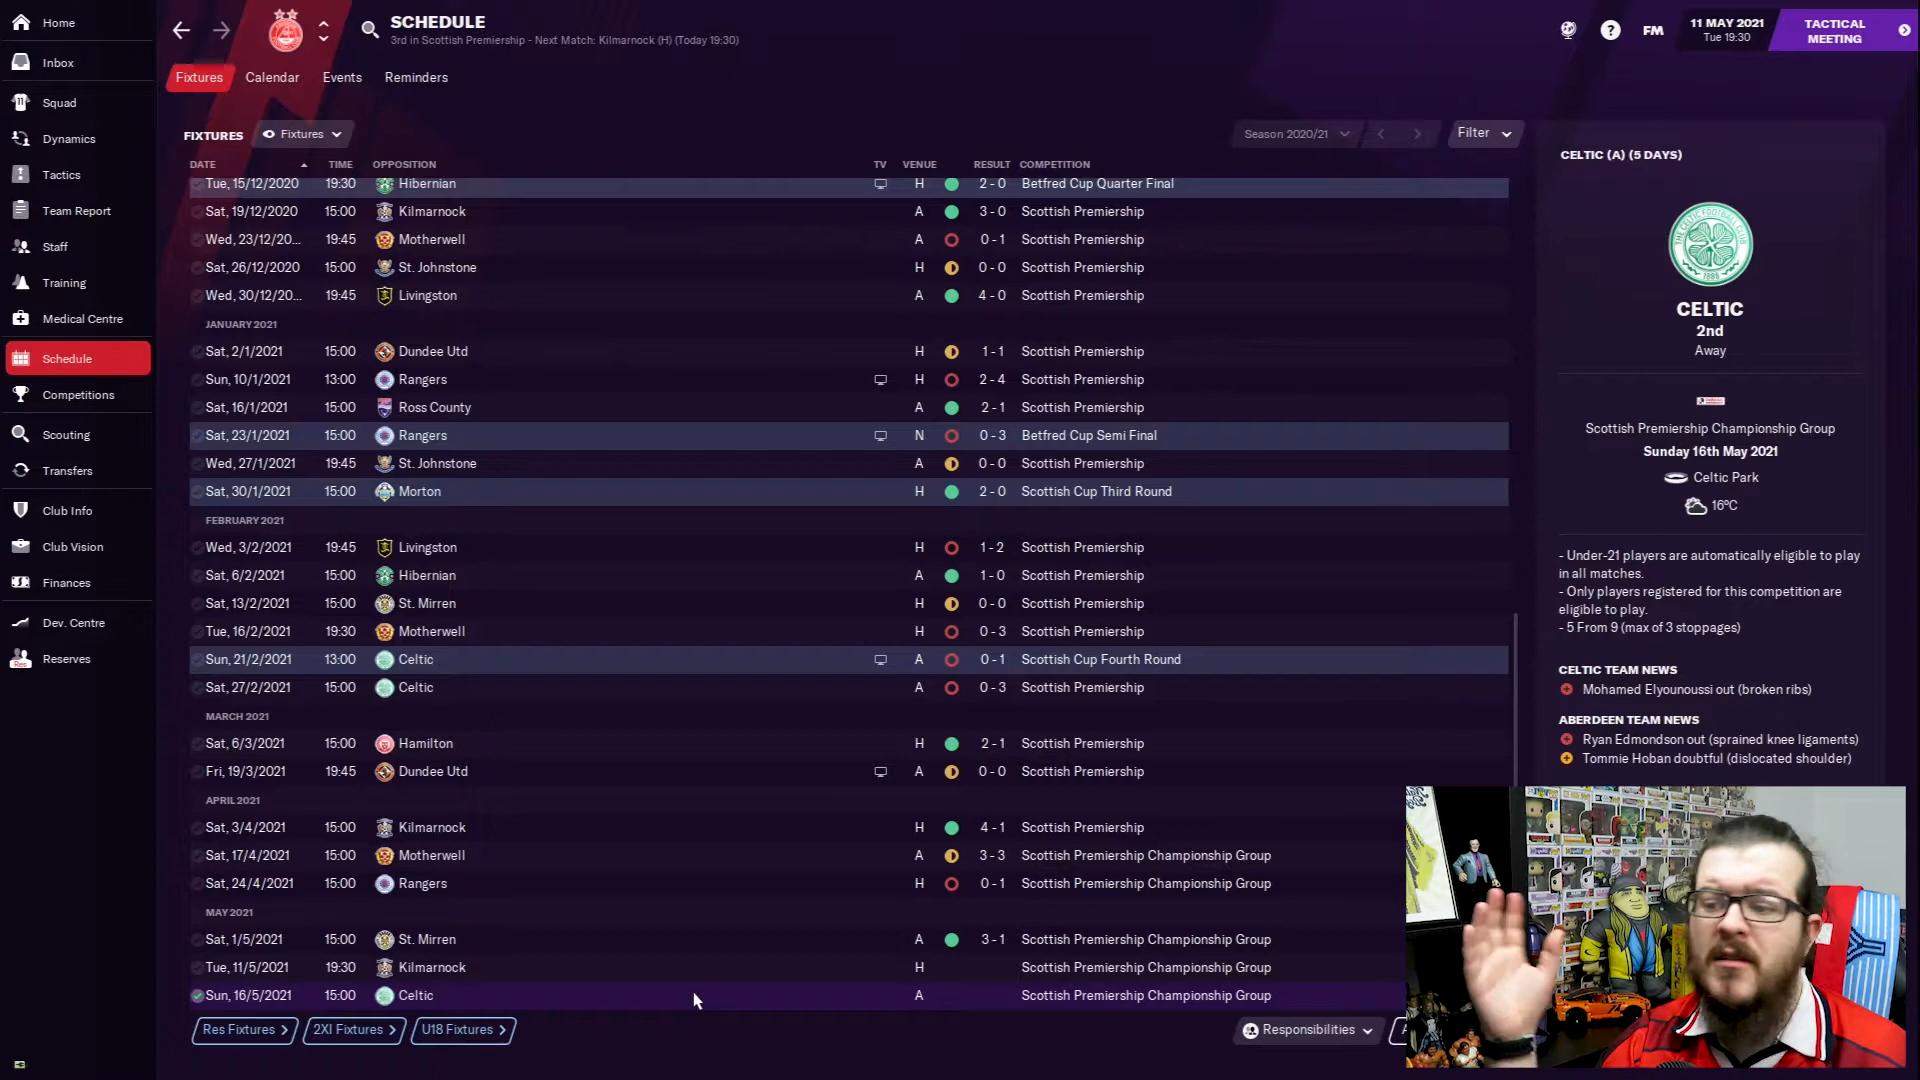 Home
Inbox
Squad
Dynamics
Tactics
Team Report
Staff
Training
Medical Centre
Schedule
Competitions
Scouting
Transfers
Club Info
Club Vision
Finances
Dev. Centre
Reserves
SCHEDULE
3rd in Scottish Premiership - Next Match: Kilmarnock (H) (Today 19:30)
FM
11 MAY 2021
Tue 19:30
TACTICAL
MEETING
Fixtures Calendar Events Reminders
FIXTURES Fixtures Season 2020/21 Filter
DATE TIME OPPOSITION TV VENUE RESULT COMPETITION
Tue, 15/12/2020 19:30 Hibernian H 2 - 0 Betfred Cup Quarter Final
Sat, 19/12/2020 15:00 Kilmarnock A 3 - 0 Scottish Premiership
Wed, 23/12/20... 19:45 Motherwell A 0 - 1 Scottish Premiership
Sat, 26/12/2020 15:00 St. Johnstone H 0 - 0 Scottish Premiership
Wed, 30/12/20... 19:45 Livingston A 4 - 0 Scottish Premiership
JANUARY 2021
Sat, 2/1/2021 15:00 Dundee Utd H 1 - 1 Scottish Premiership
Sun, 10/1/2021 13:00 Rangers H 2 - 4 Scottish Premiership
Sat, 16/1/2021 15:00 Ross County A 2 - 1 Scottish Premiership
Sat, 23/1/2021 15:00 Rangers N 0 - 3 Betfred Cup Semi Final
Wed, 27/1/2021 19:45 St. Johnstone A 0 - 0 Scottish Premiership
Sat, 30/1/2021 15:00 Morton H 2 - 0 Scottish Cup Third Round
FEBRUARY 2021
Wed, 3/2/2021 19:45 Livingston H 1 - 2 Scottish Premiership
Sat, 6/2/2021 15:00 Hibernian A 1 - 0 Scottish Premiership
Sat, 13/2/2021 15:00 St. Mirren H 0 - 0 Scottish Premiership
Tue, 16/2/2021 19:30 Motherwell H 0 - 3 Scottish Premiership
Sun, 21/2/2021 13:00 Celtic A 0 - 1 Scottish Cup Fourth Round
Sat, 27/2/2021 15:00 Celtic A 0 - 3 Scottish Premiership
MARCH 2021
Sat, 6/3/2021 15:00 Hamilton H 2 - 1 Scottish Premiership
Fri, 19/3/2021 19:45 Dundee Utd A 0 - 0 Scottish Premiership
APRIL 2021
Sat, 3/4/2021 15:00 Kilmarnock H 4 - 1 Scottish Premiership
Sat, 17/4/2021 15:00 Motherwell A 3 - 3 Scottish Premiership Championship Group
Sat, 24/4/2021 15:00 Rangers H 0 - 1 Scottish Premiership Championship Group
MAY 2021
Sat, 1/5/2021 15:00 St. Mirren A 3 - 1 Scottish Premiership Championship Group
Tue, 11/5/2021 19:30 Kilmarnock H Scottish Premiership Championship Group
Sun, 16/5/2021 15:00 Celtic A Scottish Premiership Championship Group
Res Fixtures 2XI Fixtures U18 Fixtures Responsibilities
CELTIC (A) (5 DAYS)
CELTIC
2nd
Away
Scottish Premiership Championship Group
Sunday 16th May 2021
Celtic Park
16°C
- Under-21 players are automatically eligible to play
in all matches.
- Only players registered for this competition are
eligible to play.
- 5 From 9 (max of 3 stoppages)
CELTIC TEAM NEWS
Mohamed Elyounoussi out (broken ribs)
ABERDEEN TEAM NEWS
Ryan Edmondson out (sprained knee ligaments)
Tommie Hoban doubtful (dislocated shoulder)